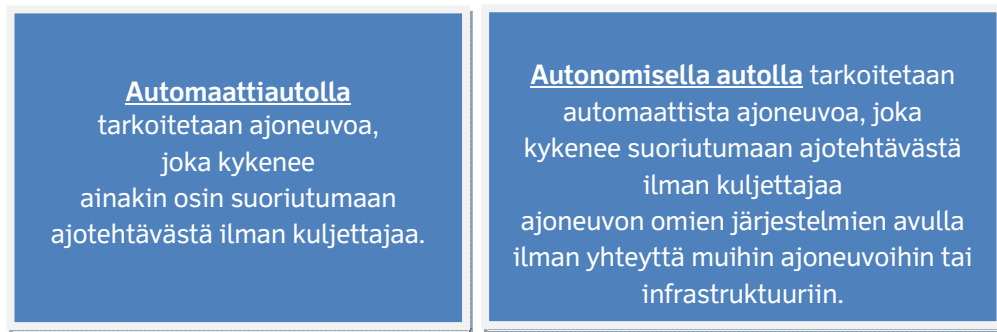 Automaattiautolla
tarkoitetaan ajoneuvoa,
joka kykenee
ainakin osin suoriutumaan
ajotehtävästä ilman kuljettajaa.
Autonomisella autolla tarkoitetaan
automaattista ajoneuvoa, joka
kykenee suoriutumaan ajotehtävästä
ilman kuljettajaa
ajoneuvon omien järjestelmien avulla
ilman yhteyttä muihin ajoneuvoihin tai
infrastruktuuriin.